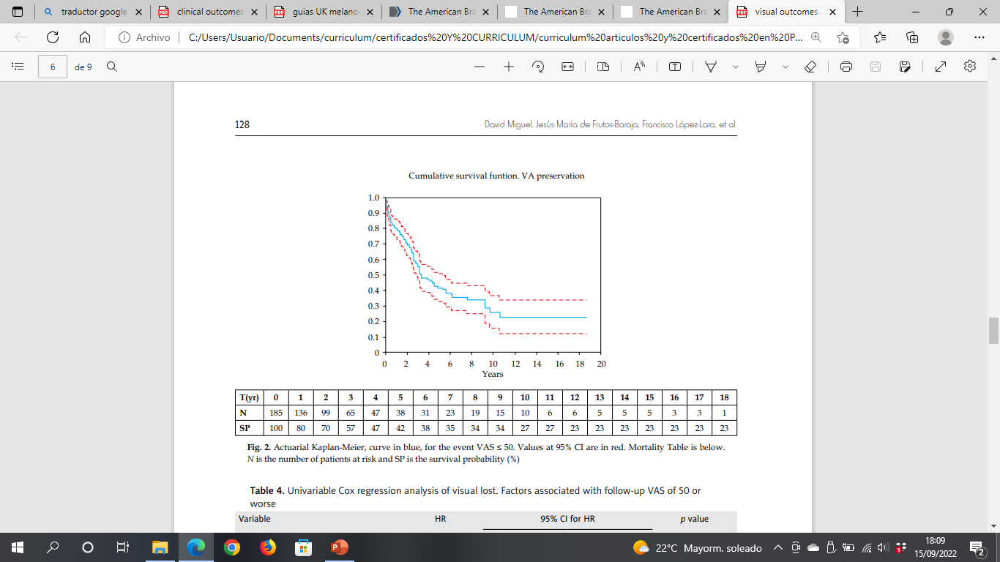 traductor google
clinical outcomes
guias UK melano
The American Bra
The American Bra
The American Bra
visual outcomes
Archivo
C:/Users/Usuario/Documents/curriculum/certificados%20Y%20CURRICULUM/curriculum%20articulos%20y%20certificados%20en%20P...
6 de 9
128 David Miguel, Jesús María de Frutos-Baraja, Francisco López-Lara, et al.
Cumulative survival funtion. VA preservation
1.0
0.9
0.8
0.7
0.6
0.5
0.4
0.3
0.2
0.1
0
0 2 4 6 8 10 12 14 16 18 20
Years
T(yr) 0 1 2 3 4 5 6 7 8 9 10 11 12 13 14 15 16 17 18
N 185 136 99 65 47 38 31 23 19 15 10 6 6 5 5 5 3 3 1
SP 100 80 70 57 47 42 38 35 34 34 27 27 23 23 23 23 23 23 23
Fig. 2. Actuarial Kaplan-Meier, curve in blue, for the event VAS ≤ 50. Values at 95% CI are in red. Mortality Table is below.
N is the number of patients at risk and SP is the survival probability (%)
Table 4. Univariable Cox regression analysis of visual lost. Factors associated with follow-up VAS of 50 or
worse
Variable HR 95% CI for HR p value
22°C Mayorm. soleado
18:09
15/09/2022
2